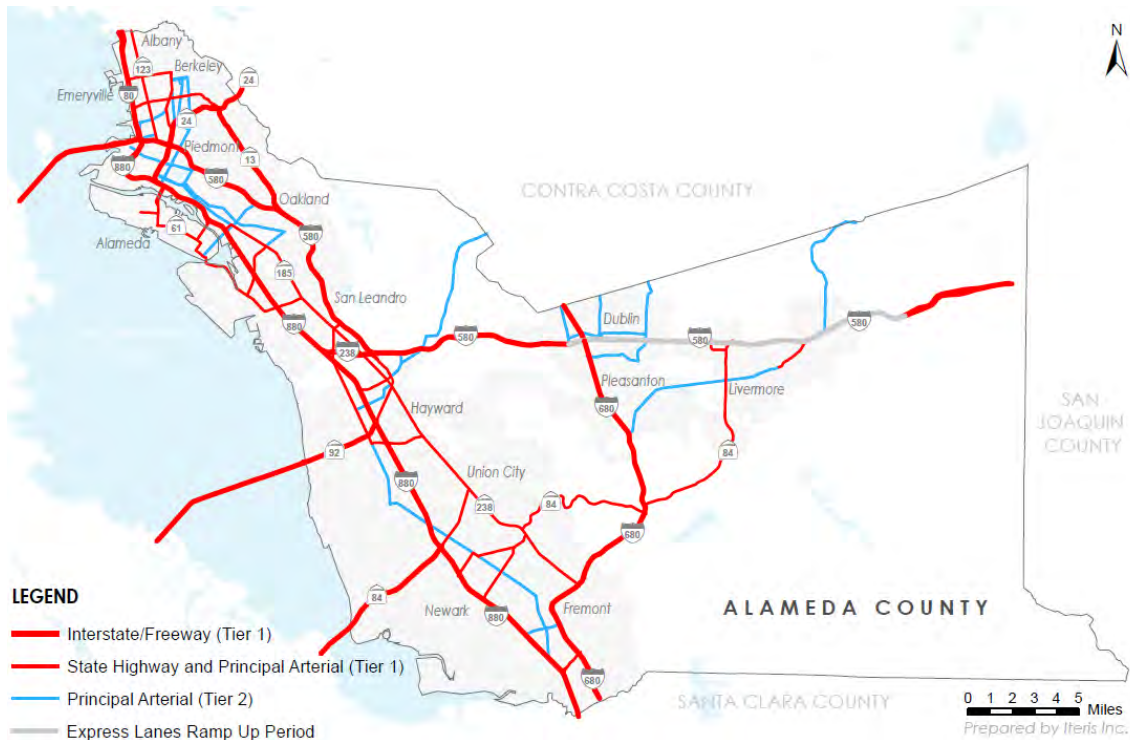 N
Albany
123
Berkeley
24
Emeryville
80
24
Piedmont
13
880
580
CONTRA COSTA COUNTY
Oakland
61
580
Alameda
185
San Leandro
880
Dublin
580
238
580
580
Pleasanton
Livermore
SAN
JOAQUIN
COUNTY
Hayward
680
92
84
Union City
880
84
238
680
84
Newark
880
Fremont
ALAMEDA COUNTY
680
SANTA CLARA COUNTY
LEGEND
Interstate/Freeway (Tier 1)
State Highway and Principal Arterial (Tier 1)
Principal Arterial (Tier 2)
Express Lanes Ramp Up Period
0 1 2 3 4 5
Miles
Prepared by Iteris Inc.